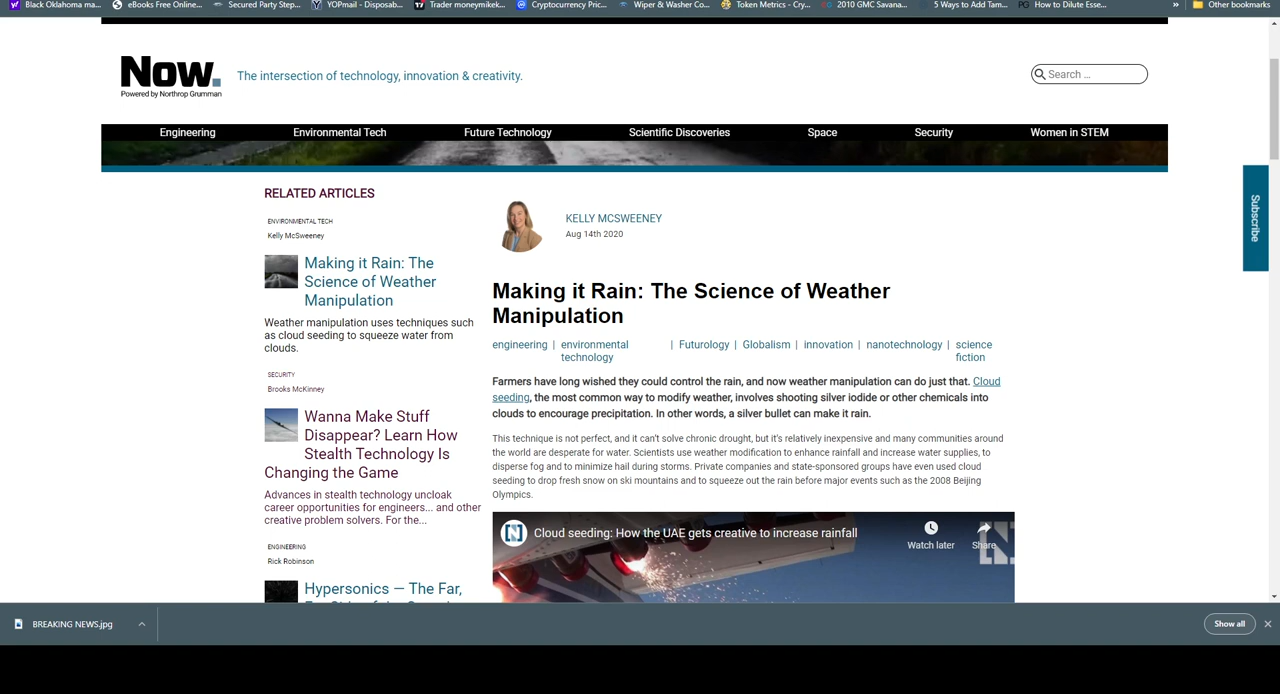 Black Oklahoma ma...
eBooks Free Online...
Secured Party Step...
YOPmail - Disposab...
Trader moneymikek...
Cryptocurrency Pric...
Wiper & Washer Co...
Token Metrics - Cry...
2010 GMC Savana...
5 Ways to Add Tam...
PG
How to Dilute Esse...
»
Other bookmarks
Now.
Powered by Northrop Grumman
The intersection of technology, innovation & creativity.
Search ...
Engineering
Environmental Tech
Future Technology
Scientific Discoveries
Space
Security
Women in STEM
Subscribe
RELATED ARTICLES
ENVIRONMENTAL TECH
Kelly McSweeney
Making it Rain: The
Science of Weather
Manipulation
Weather manipulation uses techniques such
as cloud seeding to squeeze water from
clouds.
SECURITY
Brooks McKinney
Wanna Make Stuff
Disappear? Learn How
Stealth Technology Is
Changing the Game
Advances in stealth technology uncloak
career opportunities for engineers... and other
creative problem solvers. For the...
ENGINEERING
Rick Robinson
Hypersonics — The Far,
KELLY MCSWEENEY
Aug 14th 2020
Making it Rain: The Science of Weather
Manipulation
engineering | environmental technology | Futurology | Globalism | innovation | nanotechnology | science fiction
Farmers have long wished they could control the rain, and now weather manipulation can do just that. Cloud
seeding, the most common way to modify weather, involves shooting silver iodide or other chemicals into
clouds to encourage precipitation. In other words, a silver bullet can make it rain.
This technique is not perfect, and it can't solve chronic drought, but it's relatively inexpensive and many communities around
the world are desperate for water. Scientists use weather modification to enhance rainfall and increase water supplies, to
disperse fog and to minimize hail during storms. Private companies and state-sponsored groups have even used cloud
seeding to drop fresh snow on ski mountains and to squeeze out the rain before major events such as the 2008 Beijing
Olympics.
Cloud seeding: How the UAE gets creative to increase rainfall
Watch later
Share
BREAKING NEWS.jpg
Show all